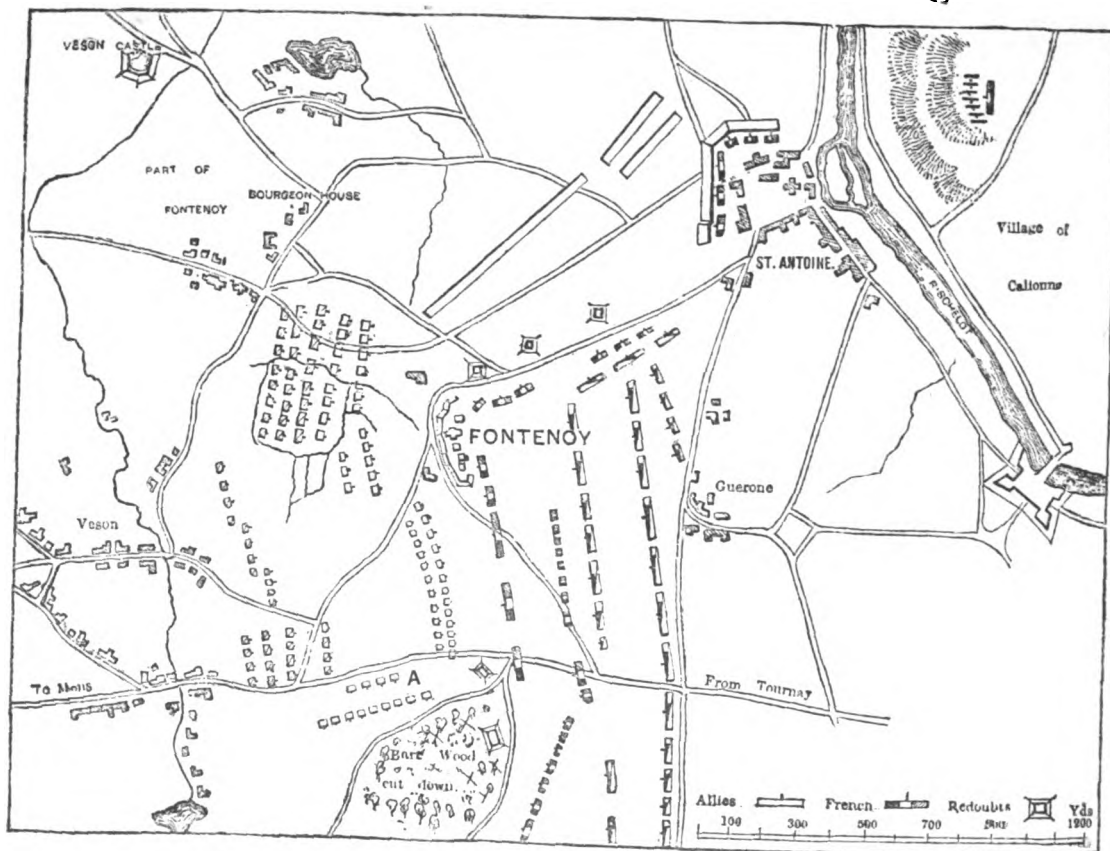 VESON CASTLE
PART OF
FONTENOY
BOURGEON HOUSE
ST. ANTOINE.
Village of
Calionne
R. SCHELDT
FONTENOY
Guerone
Veson
To Mons
A
From Tournay
Wood
cut down.
Allies. French. Redoubts Yds
100 300 500 700 1200